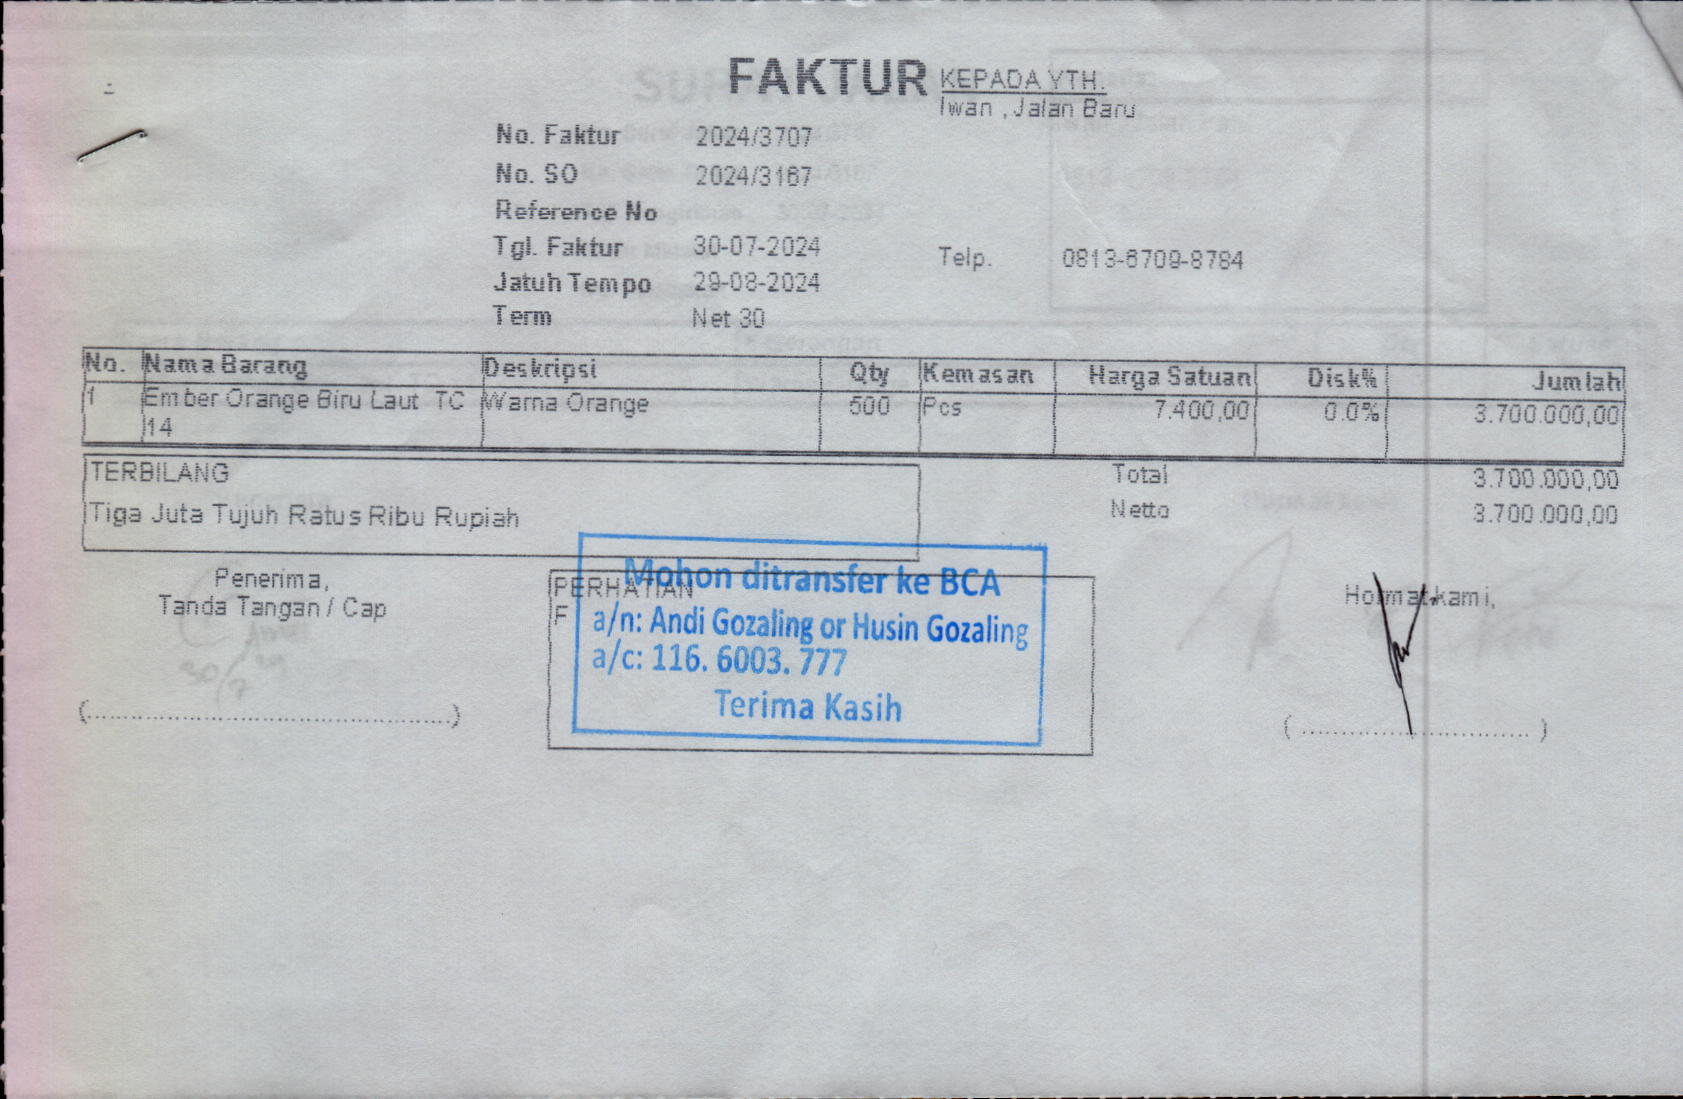 FAKTUR
KEPADA YTH.
Iwan , Jalan Baru
No. Faktur 2024/3707
No. SO 2024/3167
Reference No
Tgl. Faktur 30-07-2024
Telp. 0813-6709-8784
Jatuh Tempo 29-08-2024
Term Net 30
No. Nama Barang Deskripsi Qty Kemasan Harga Satuan Disk% Jumlah
1 Ember Orange Biru Laut TC Warna Orange 500 Pcs 7.400,00 0.0% 3.700.000,00
14
TERBILANG
Total 3.700.000,00
Tiga Juta Tujuh Ratus Ribu Rupiah
Netto 3.700.000,00
Penerima,
Tanda Tangan / Cap
(..............................................)
PERHATIAN
F
Mohon ditransfer ke BCA
a/n: Andi Gozaling or Husin Gozaling
a/c: 116. 6003. 777
Terima Kasih
Hormat kami,
(..............................)